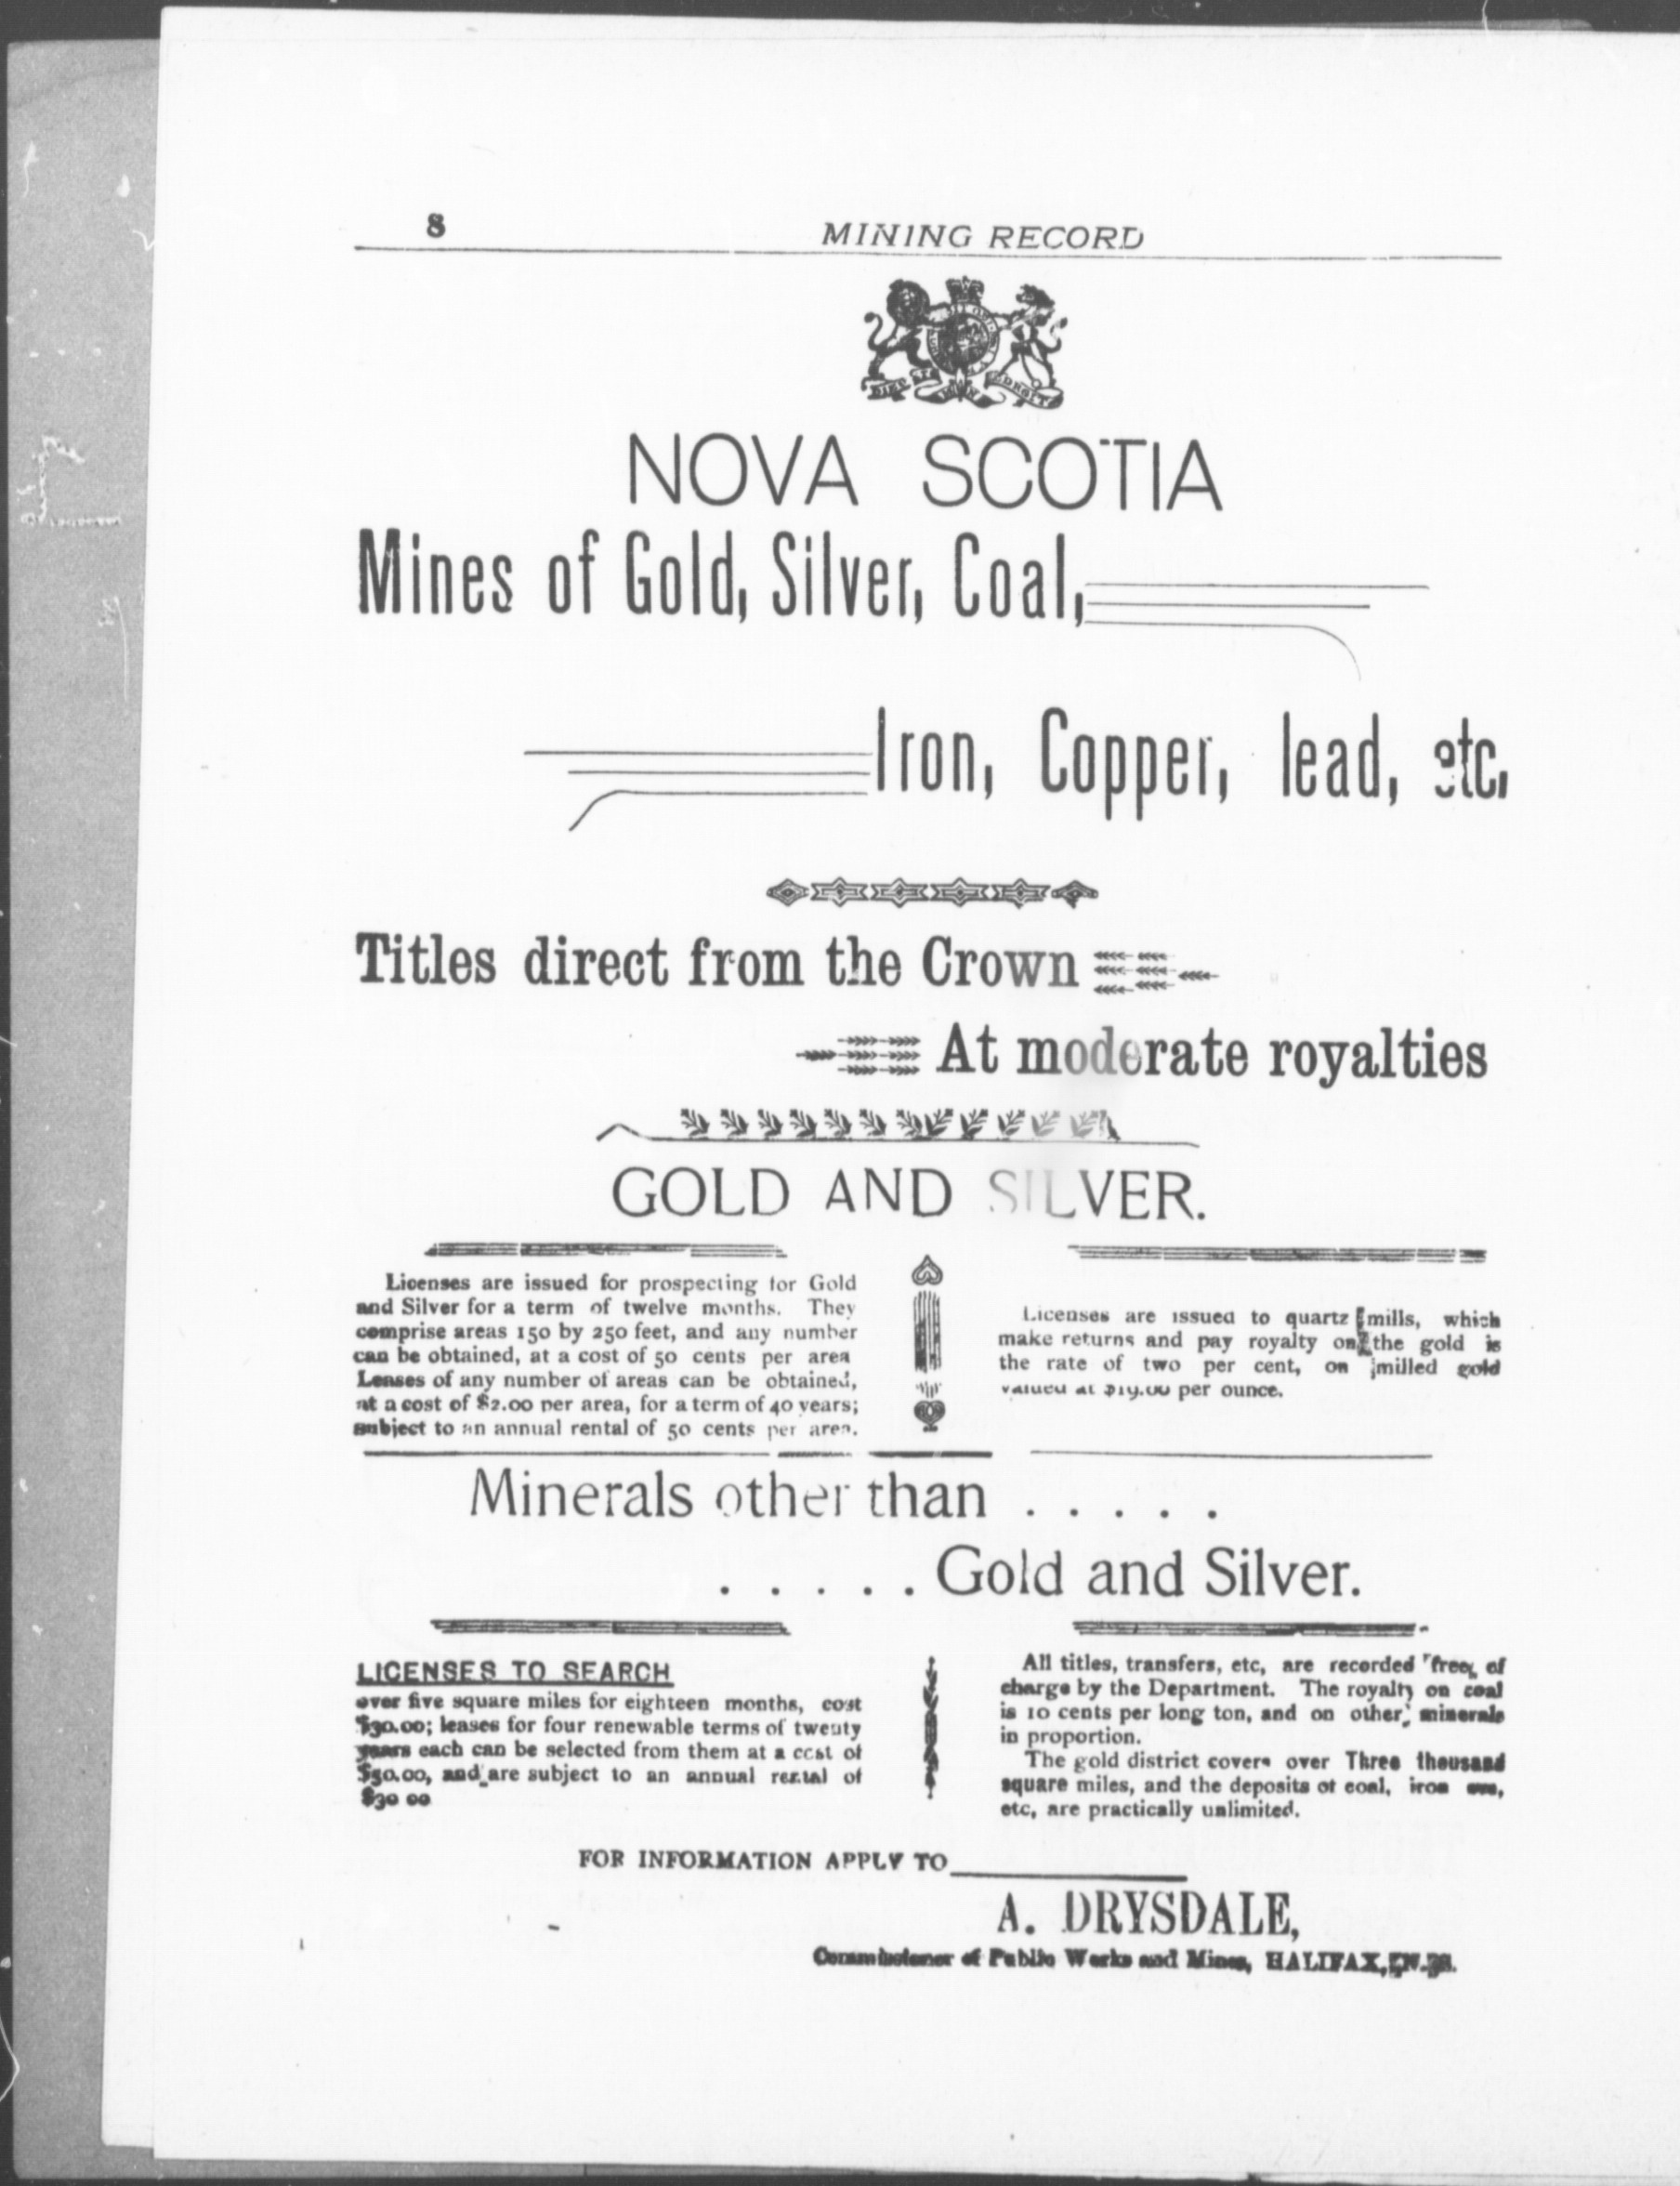 8
MINING RECORD
NOVA SCOTIA
Mines of Gold, Silver, Coal,
Iron, Copper, lead, etc,
Titles direct from the Crown
At moderate royalties
GOLD AND SILVER.
Licenses are issued for prospecting for Gold
and Silver for a term of twelve months. They
comprise areas 150 by 250 feet, and any number
can be obtained, at a cost of 50 cents per area
Leases of any number of areas can be obtained,
at a cost of $2.00 per area, for a term of 40 years;
subject to an annual rental of 50 cents per area.
Licenses are issued to quartz mills, which
make returns and pay royalty on the gold is
the rate of two per cent, on milled gold
valued at $19.00 per ounce.
Minerals other than . . . . .
. . . . . Gold and Silver.
LICENSES TO SEARCH
over five square miles for eighteen months, cost
$30.00; leases for four renewable terms of twenty
years each can be selected from them at a cost of
$50.00, and are subject to an annual rental of
$30 00
All titles, transfers, etc, are recorded free of
charge by the Department. The royalty on coal
is 10 cents per long ton, and on other minerals
in proportion.
The gold district covers over Three thousand
square miles, and the deposits of coal, iron ore,
etc, are practically unlimited.
FOR INFORMATION APPLY TO
A. DRYSDALE,
Commissioner of Public Works and Mines, HALIFAX, N. S.